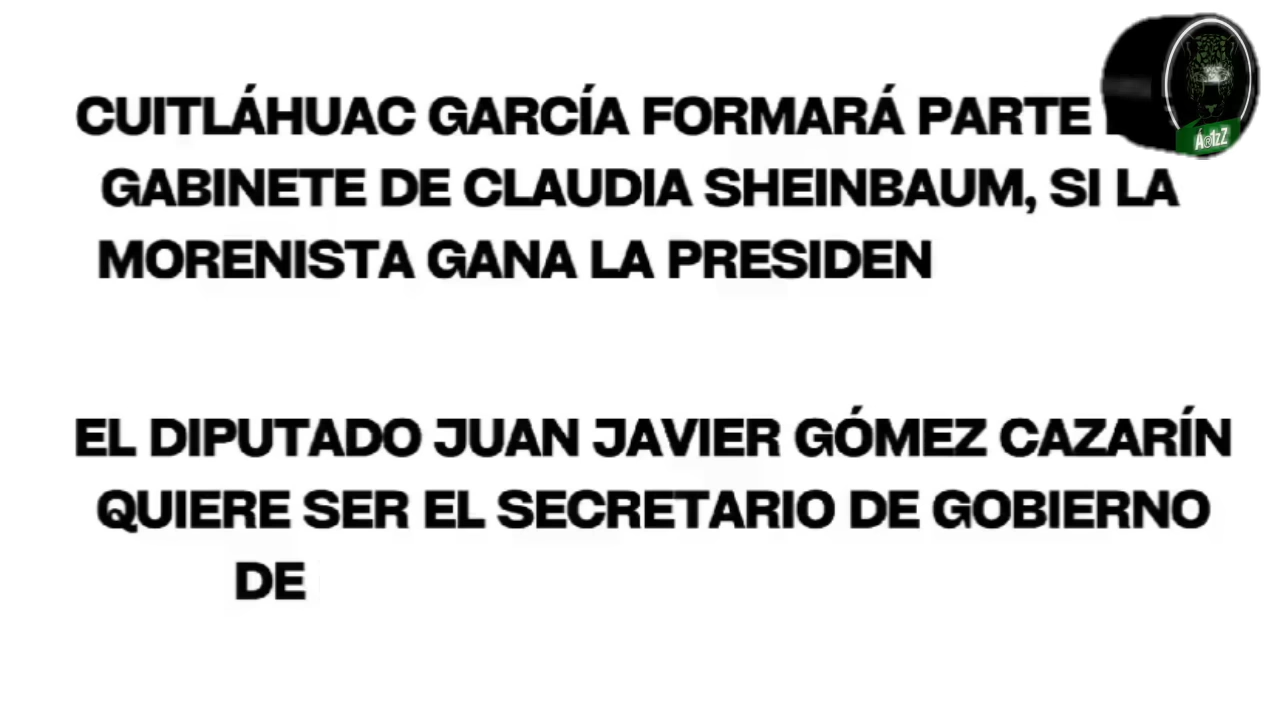 CUITLÁHUAC GARCÍA FORMARÁ PARTE
GABINETE DE CLAUDIA SHEINBAUM, SI LA
MORENISTA GANA LA PRESIDEN
EL DIPUTADO JUAN JAVIER GÓMEZ CAZARÍN
QUIERE SER EL SECRETARIO DE GOBIERNO
DE